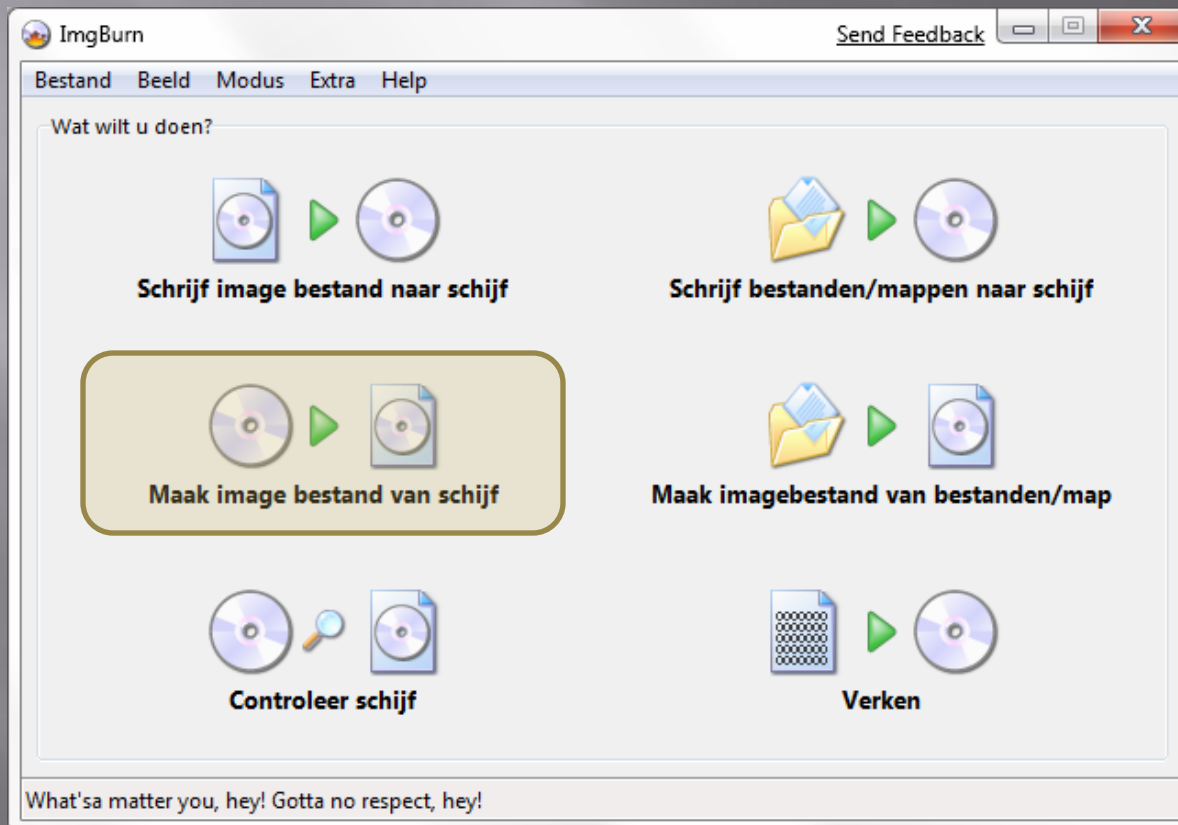 ImgBurn
Send Feedback
Bestand Beeld Modus Extra Help
Wat wilt u doen?
Schrijf image bestand naar schijf
Schrijf bestanden/mappen naar schijf
Maak image bestand van schijf
Maak imagebestand van bestanden/map
Controleer schijf
Verken
What'sa matter you, hey! Gotta no respect, hey!